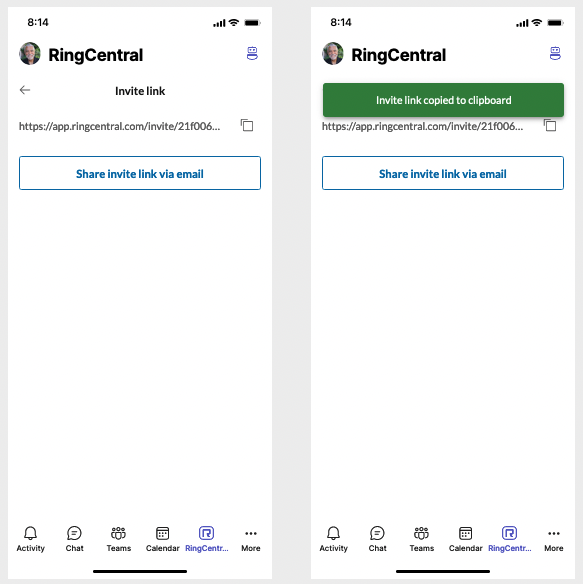 8:14
RingCentral
Invite link
https://app.ringcentral.com/invite/21f006...
Share invite link via email
Activity
Chat
Teams
Calendar
RingCentr...
More
8:14
RingCentral
Invite link copied to clipboard
https://app.ringcentral.com/invite/21f006...
Share invite link via email
Activity
Chat
Teams
Calendar
RingCentr...
More